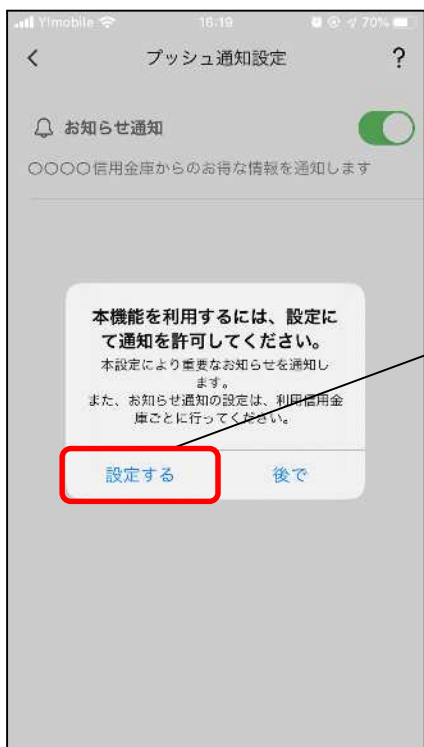 Y!mobile 16:19 70%
プッシュ通知設定 ?
お知らせ通知
〇〇〇〇信用金庫からのお得な情報を通知します
本機能を利用するには、設定に
て通知を許可してください。
本設定により重要なお知らせを通知し
ます。
また、お知らせ通知の設定は、利用信用金
庫ごとに行ってください。
設定する 後で